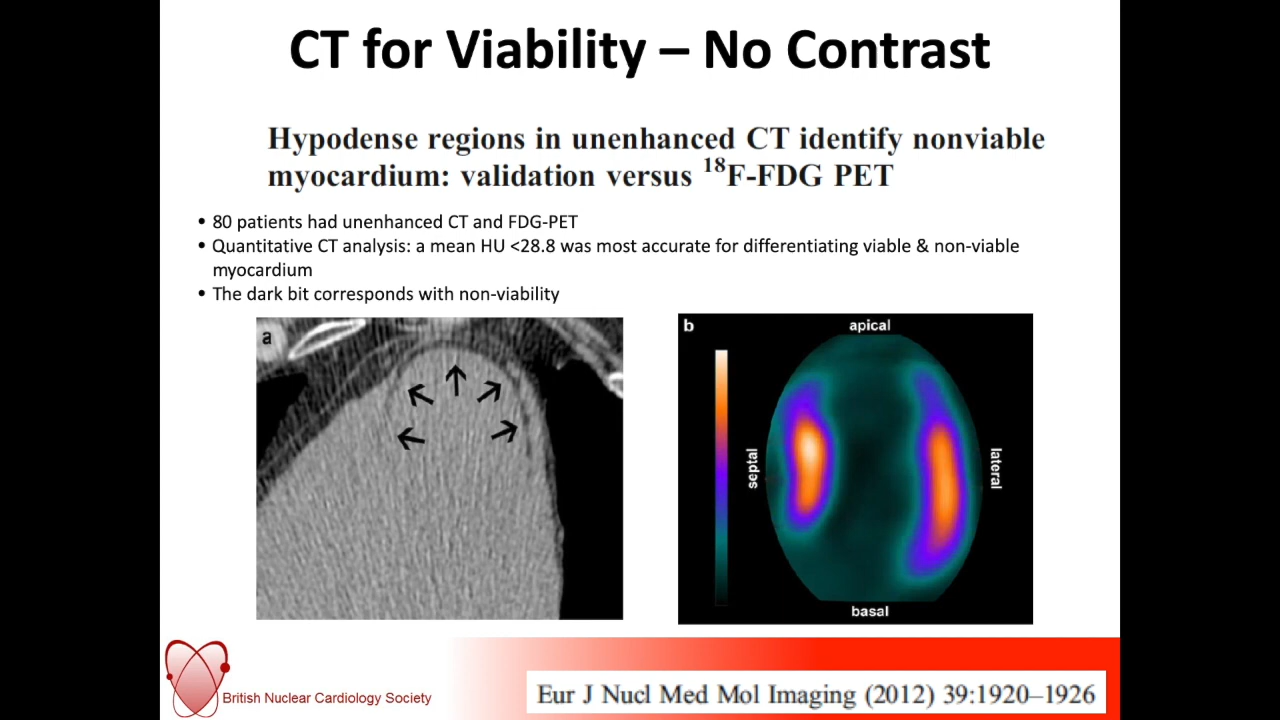 CT for Viability – No Contrast
Hypodense regions in unenhanced CT identify nonviable
myocardium: validation versus ¹⁸F-FDG PET
• 80 patients had unenhanced CT and FDG-PET
• Quantitative CT analysis: a mean HU <28.8 was most accurate for differentiating viable & non-viable
myocardium
• The dark bit corresponds with non-viability
a
b
apical
septal
lateral
basal
British Nuclear Cardiology Society
Eur J Nucl Med Mol Imaging (2012) 39:1920–1926